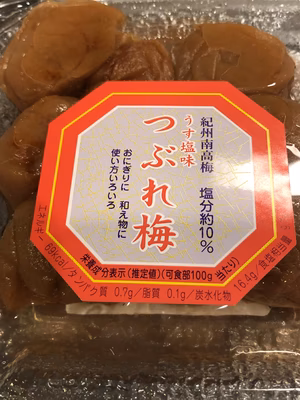 紀州南高梅 塩分約10%
うす塩味
つぶれ梅
おにぎりに 和え物に
使い方いろいろ
栄養成分表示(推定値)(可食部100g 当たり)
エネルギー 69kcal/タンパク質 0.7g/脂質 0.1g/炭水化物 16.4g/食塩相当量